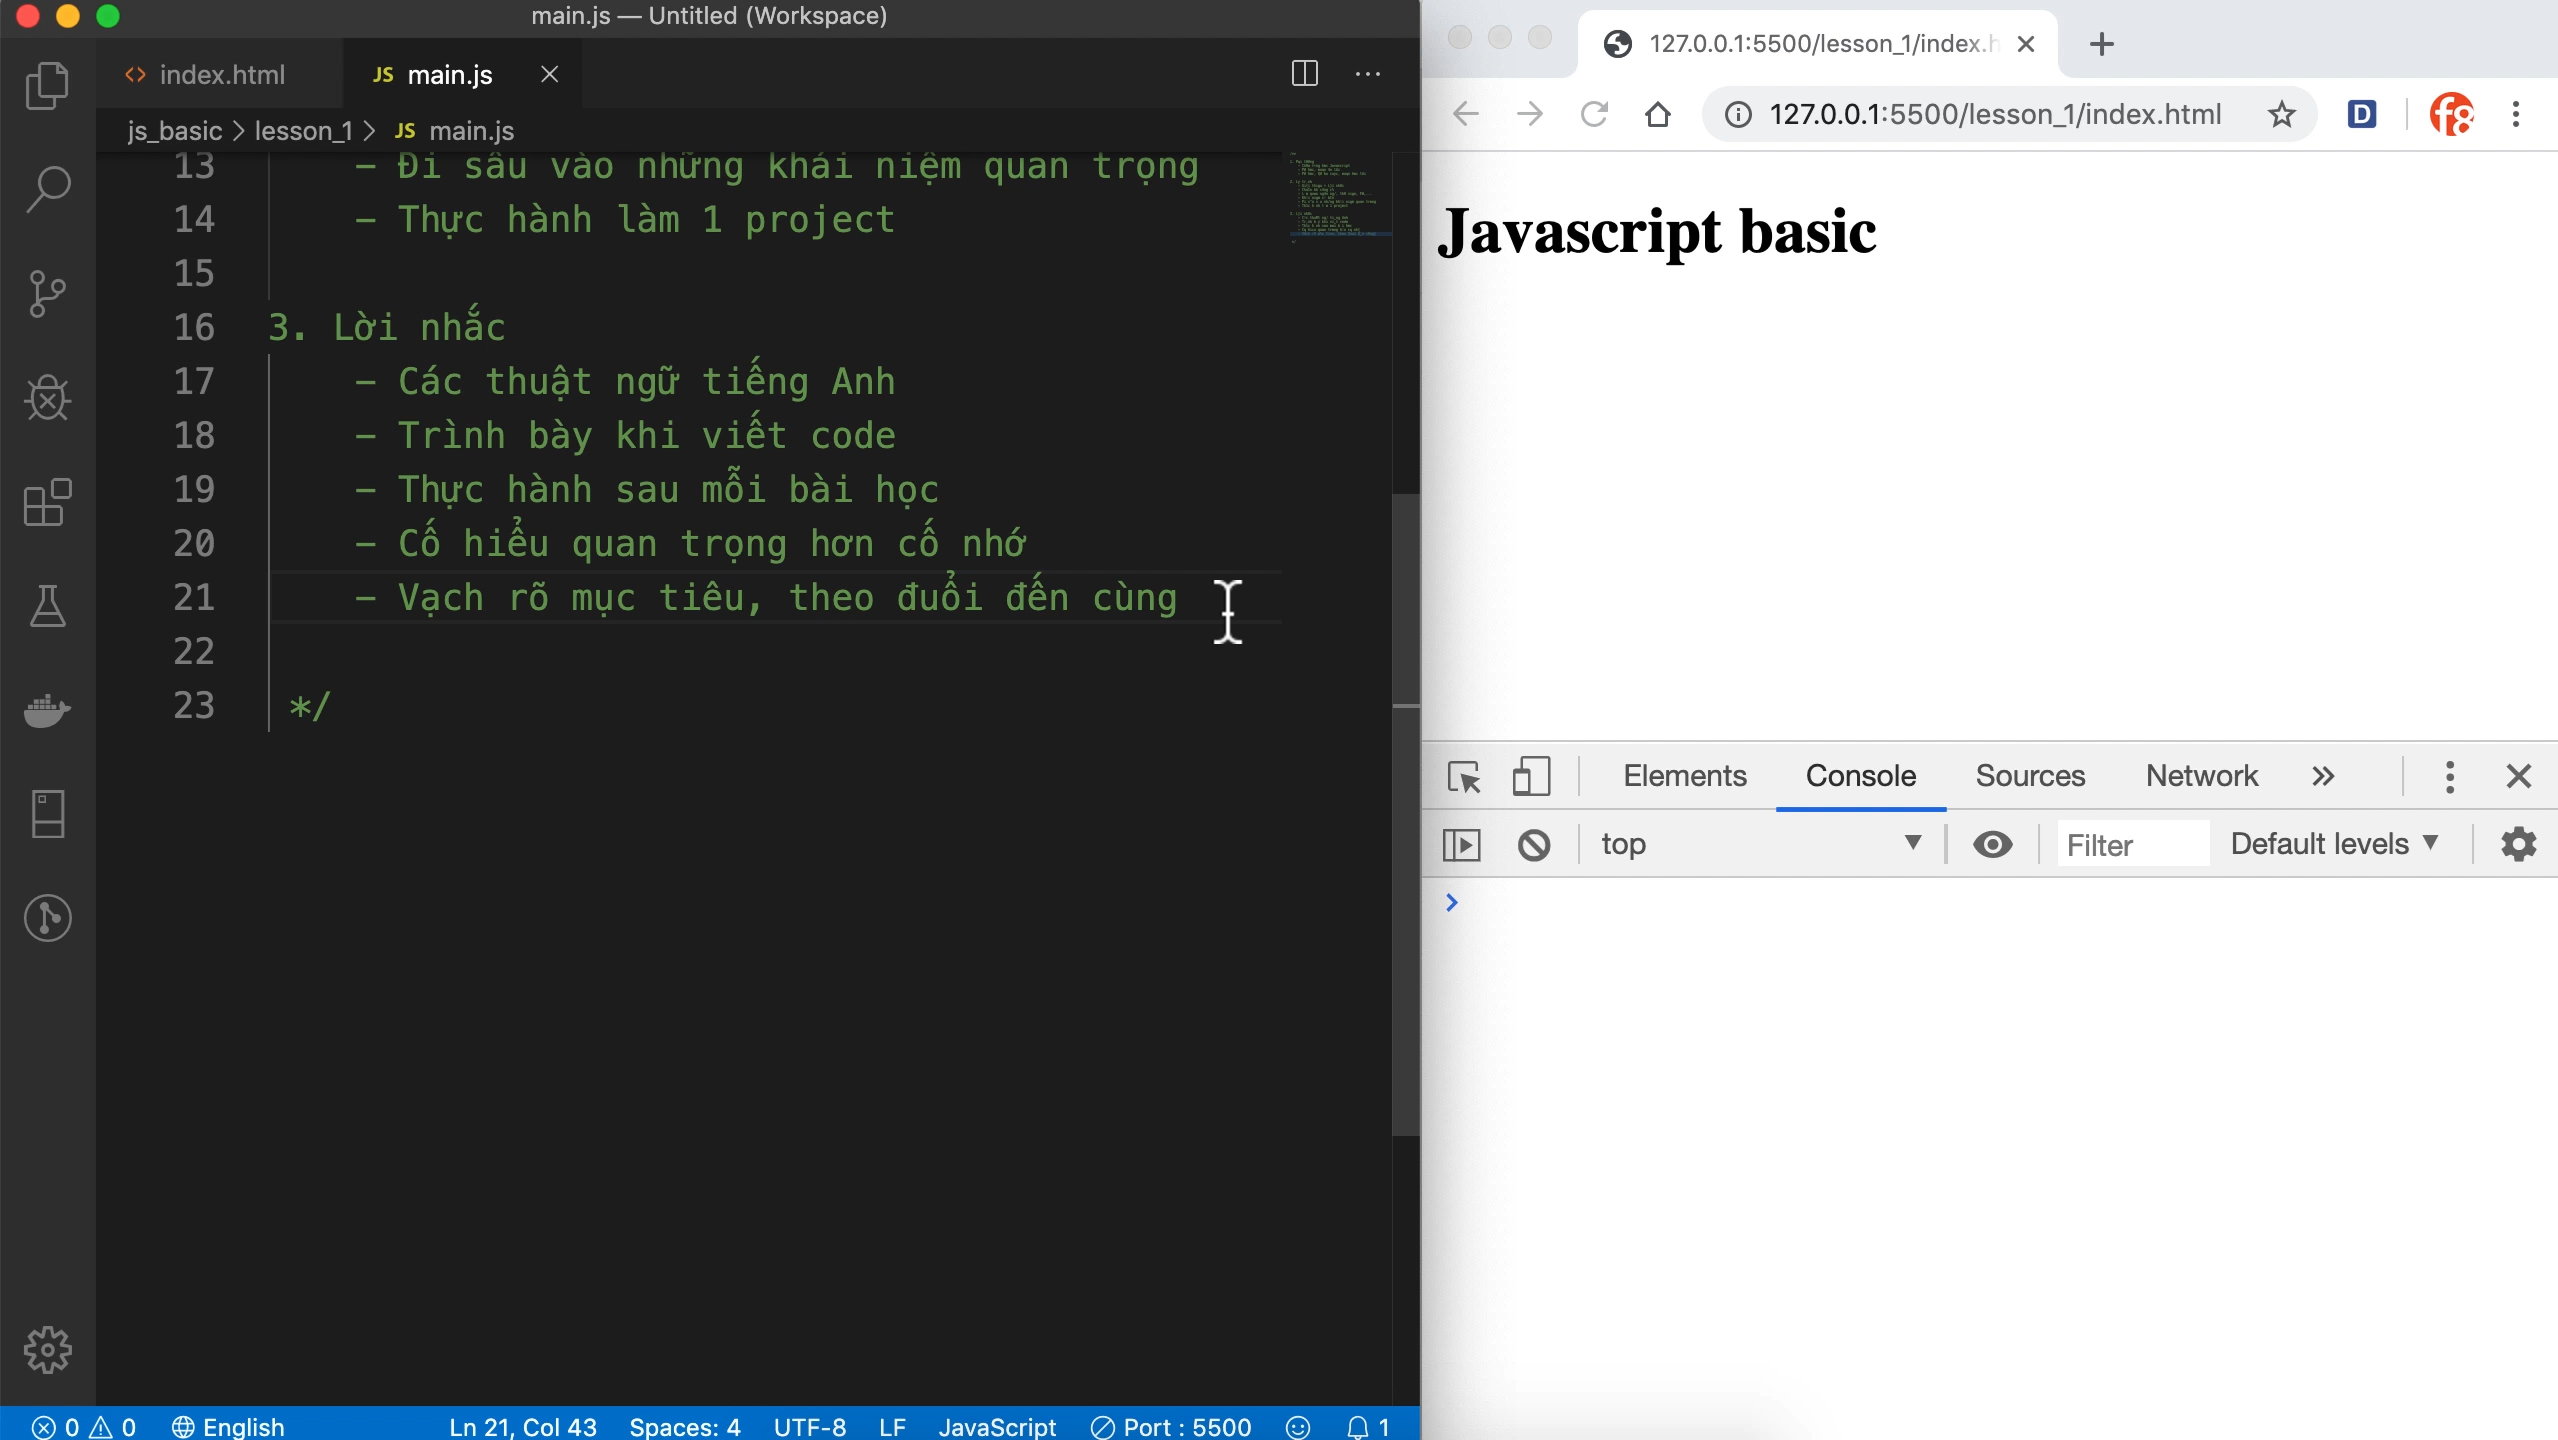 main.js — Untitled (Workspace)
index.html
JS main.js
js_basic > lesson_1 > JS main.js
13 - Đi sâu vào những khái niệm quan trọng
14 - Thực hành làm 1 project
15
16 3. Lời nhắc
17 - Các thuật ngữ tiếng Anh
18 - Trình bày khi viết code
19 - Thực hành sau mỗi bài học
20 - Cố hiểu quan trọng hơn cố nhớ
21 - Vạch rõ mục tiêu, theo đuổi đến cùng
22
23 */
0 0 English Ln 21, Col 43 Spaces: 4 UTF-8 LF JavaScript Port : 5500 1
127.0.0.1:5500/lesson_1/index.h
127.0.0.1:5500/lesson_1/index.html D f8
Javascript basic
Elements Console Sources Network »
top Filter Default levels